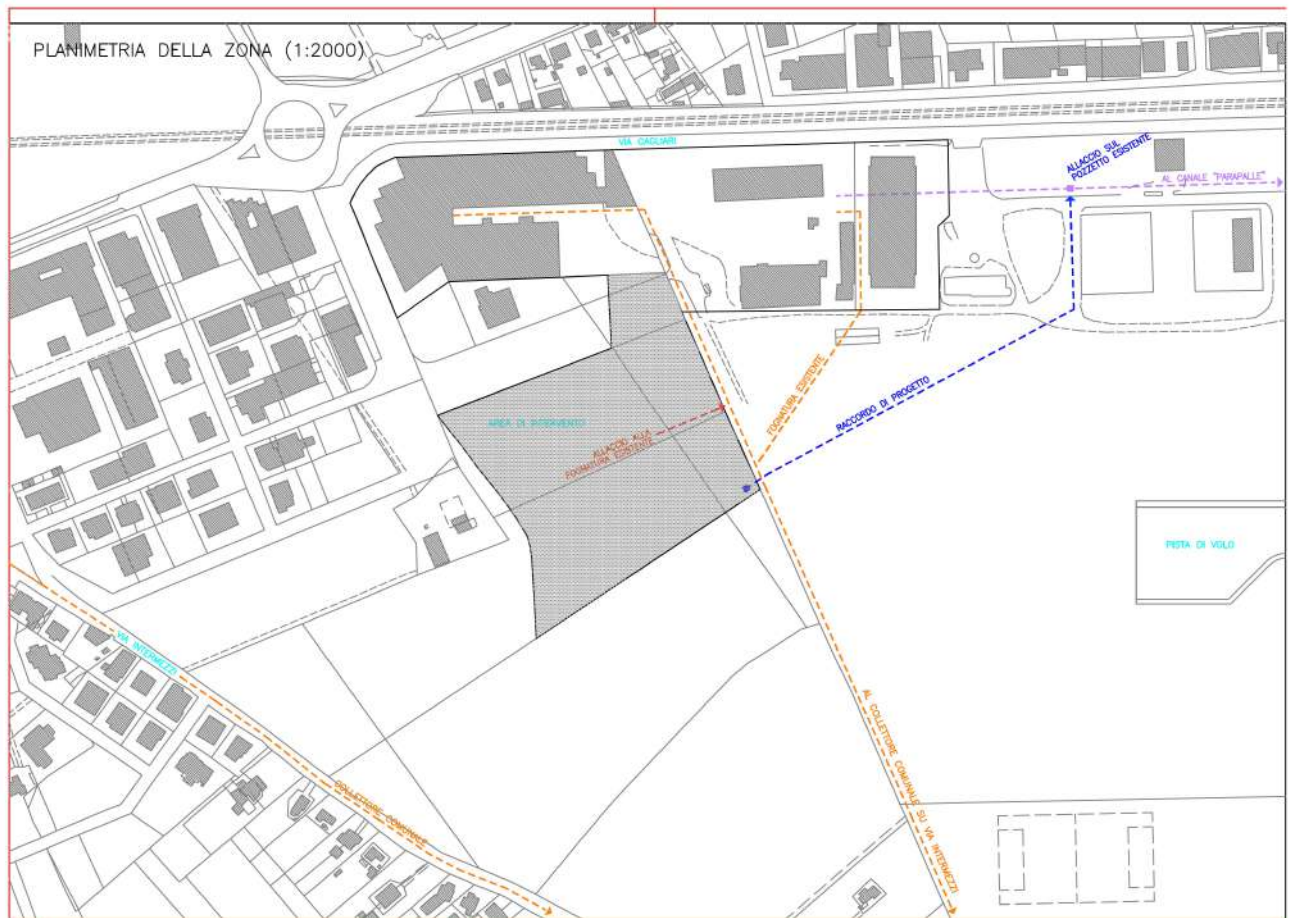 PLANIMETRIA DELLA ZONA (1:2000)
VIA CAGLIARI
ALLACCIO SUL
POZZETTO ESISTENTE
AL CANALE "PARAPALLE"
FOGNATURA ESISTENTE
RACCORDO DI PROGETTO
AREA DI INTERVENTO
ALLACCIO ALLA
FOGNATURA ESISTENTE
PISTA DI VOLO
VIA INTERMEZZI
COLLETTORE COMUNALE
AL COLLETTORE COMUNALE SU VIA INTERMEZZI